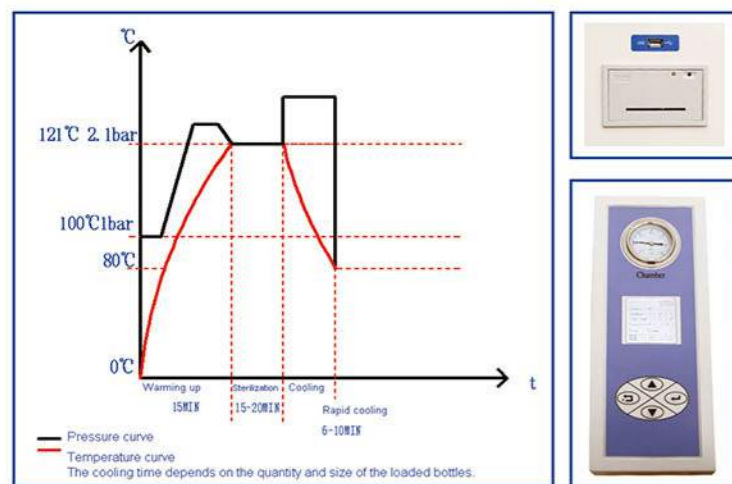 ℃
121℃ 2.1bar
100℃1bar
80℃
0℃
t
Warming up
Sterilization
Cooling
15MIN
15-20MIN
Rapid cooling
6-10MIN
Pressure curve
Temperature curve
The cooling time depends on the quantity and size of the loaded bottles.
Chamber